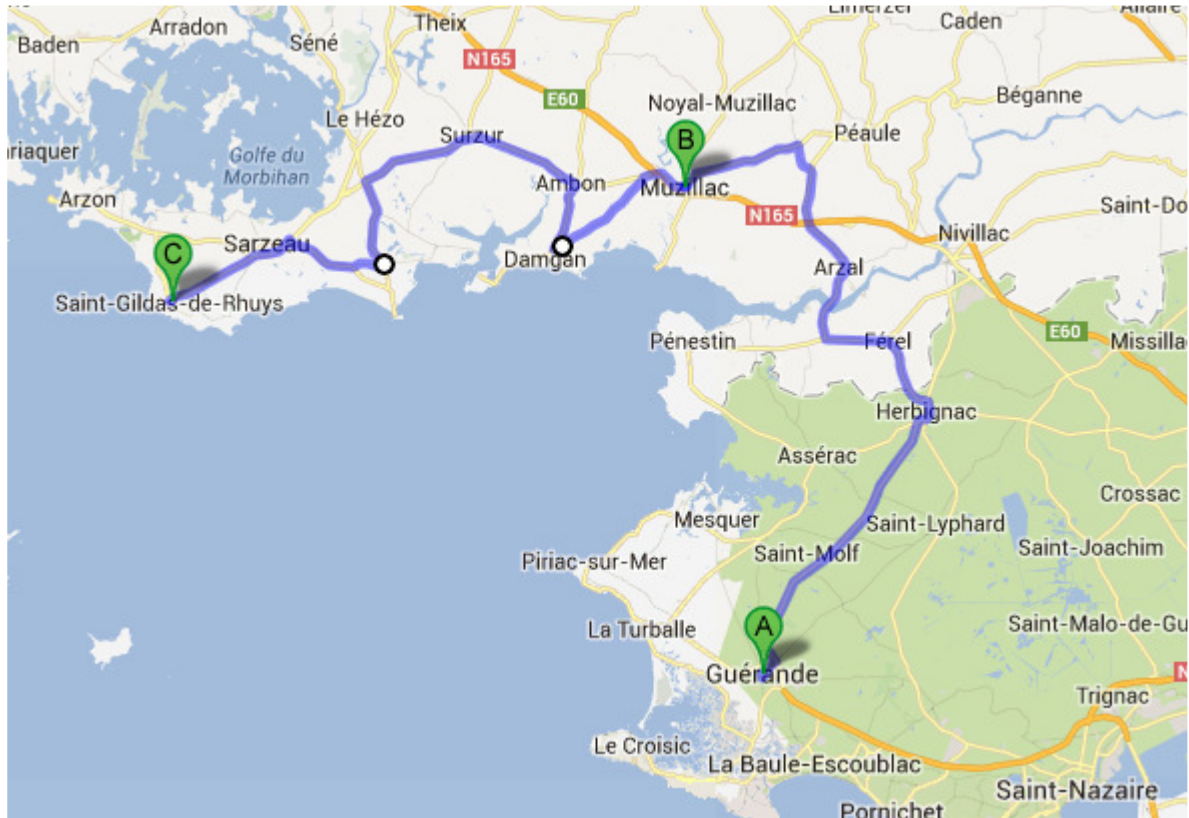 Elmerzel
Allaire
Caden
Arradon
Theix
Baden
Séné
N165
E60
Noyal-Muzillac
Béganne
Le Hézo
Péaule
Surzur
B
Golfe du
Morbihan
Ambon
Muzillac
Arzon
N165
Saint-Do
Nivillac
C
Sarzeau
Damgan
Arzal
Saint-Gildas-de-Rhuys
E60
Pénestin
Férel
Missilla
Herbignac
Assérac
Crossac
Mesquer
Saint-Lyphard
Saint-Joachim
Saint-Molf
Piriac-sur-Mer
A
La Turballe
Saint-Malo-de-Gu
Guérande
N
Trignac
Le Croisic
La Baule-Escoublac
Saint-Nazaire
Pornichet